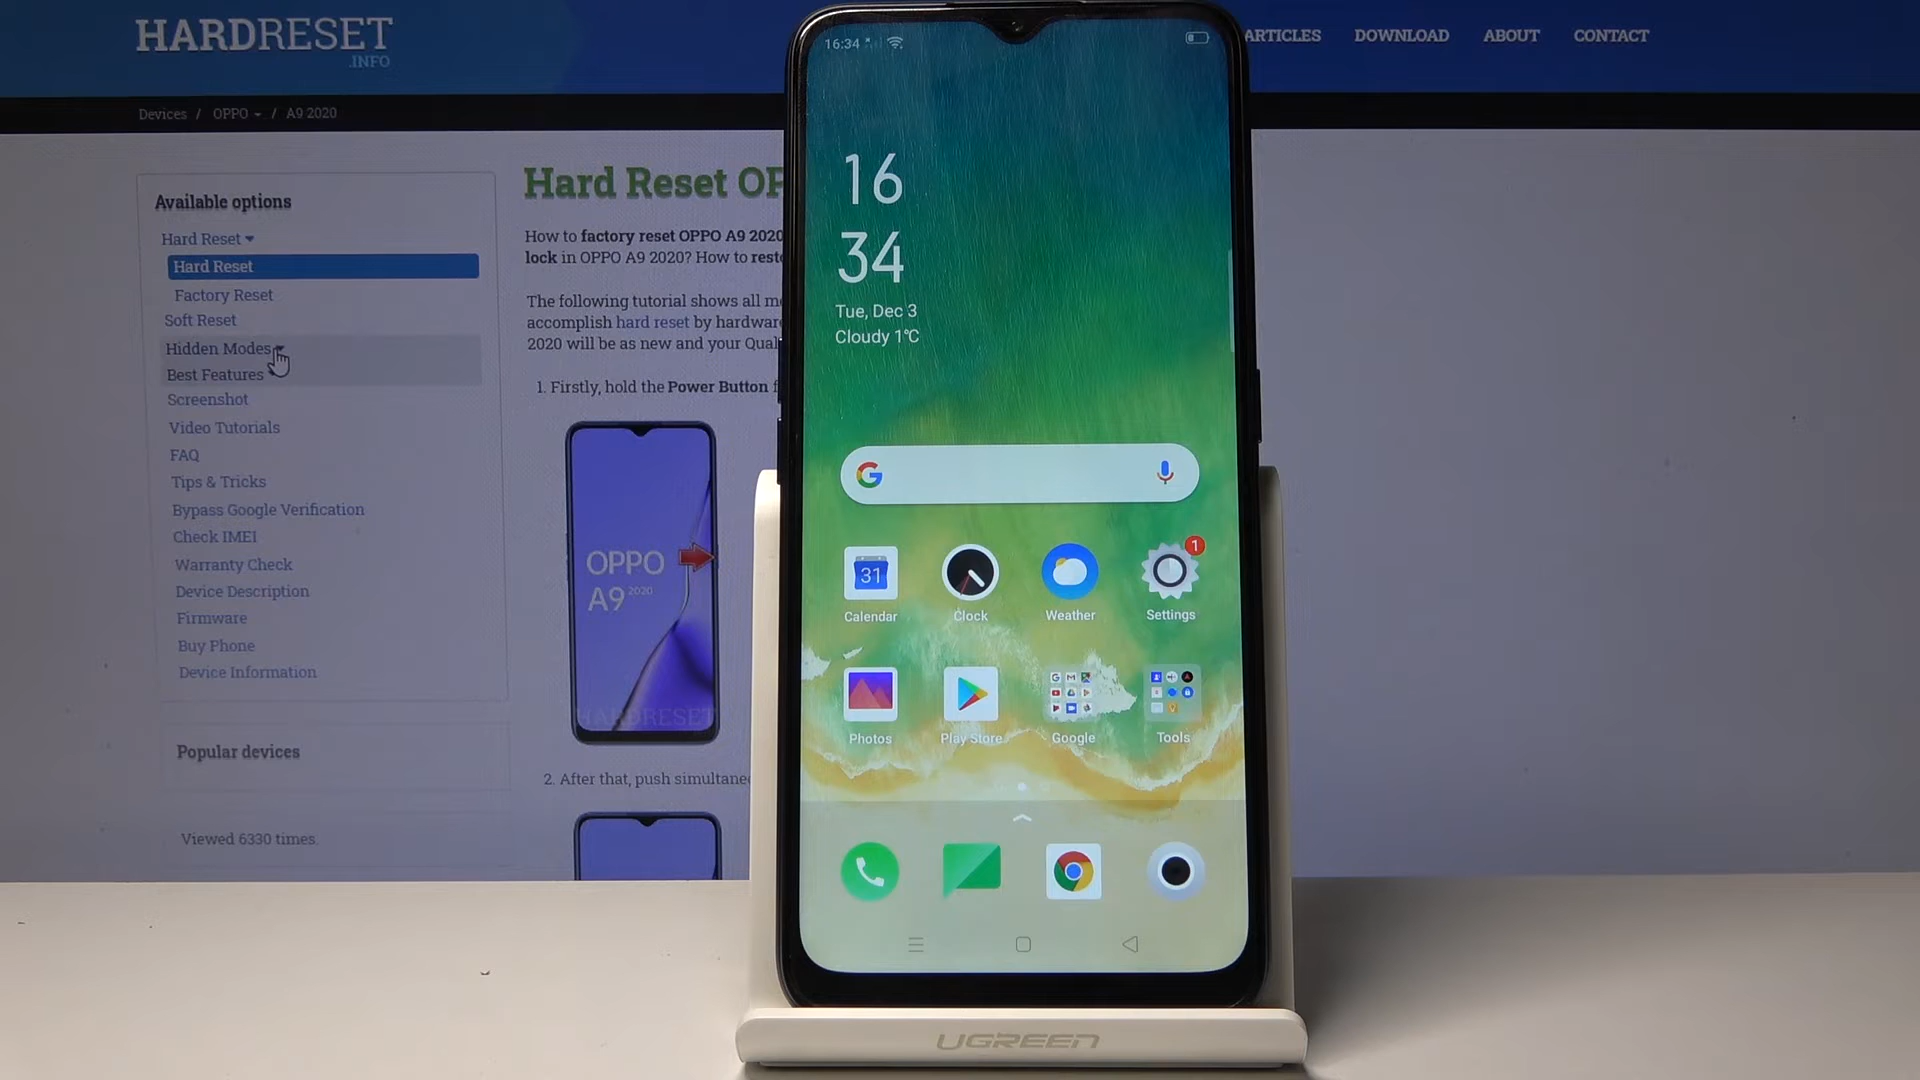 HARDRESET
.INFO
ARTICLES
DOWNLOAD
ABOUT
CONTACT
Devices / OPPO / A9 2020
Available options
Hard Reset
Hard Reset
Factory Reset
Soft Reset
Hidden Modes
Best Features
Screenshot
Video Tutorials
FAQ
Tips & Tricks
Bypass Google Verification
Check IMEI
Warranty Check
Device Description
Firmware
Buy Phone
Device Information
Popular devices
Viewed 6330 times.
Hard Reset OP
How to factory reset OPPO A9 2020
lock in OPPO A9 2020? How to rest
The following tutorial shows all m
accomplish hard reset by hardwar
2020 will be as new and your Qual
1. Firstly, hold the Power Button f
OPPO
A9 2020
HARDRESET
2. After that, push simultane
16:34
16
34
Tue, Dec 3
Cloudy 1°C
G
31
Calendar
Clock
Weather
1
Settings
Photos
Play Store
Google
Tools
UGREEN